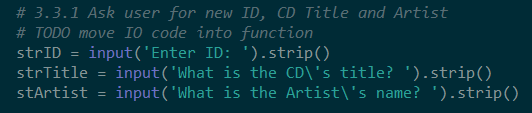 # 3.3.1 Ask user for new ID, CD Title and Artist
# TODO move IO code into function
strID = input('Enter ID: ').strip()
strTitle = input('What is the CD\'s title? ').strip()
stArtist = input('What is the Artist\'s name? ').strip()